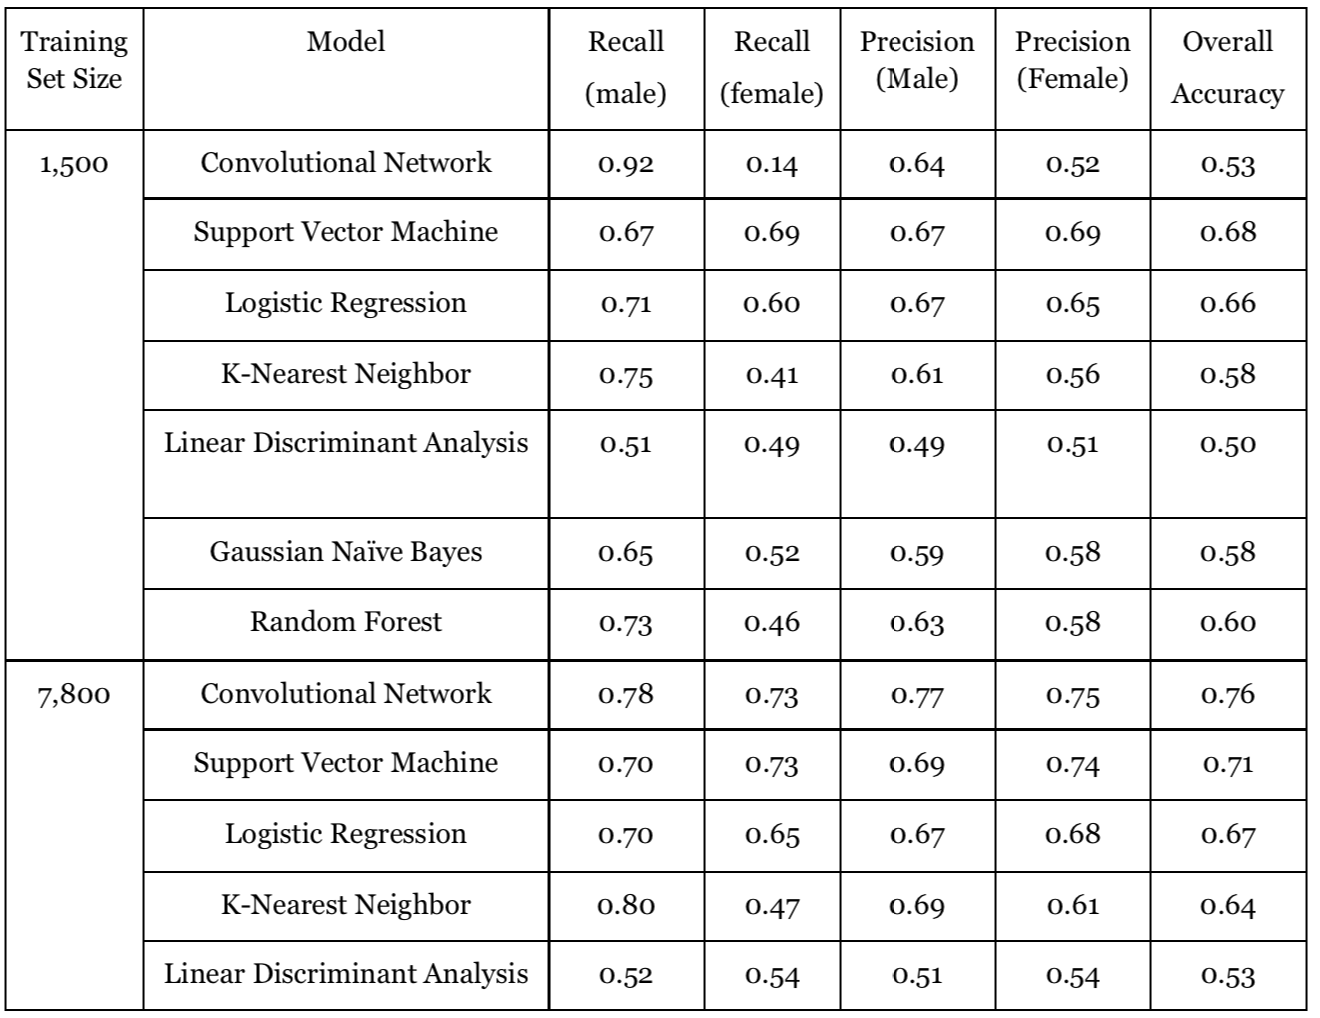 Training Set Size | Model | Recall (male) | Recall (female) | Precision (Male) | Precision (Female) | Overall Accuracy
1,500 | Convolutional Network | 0.92 | 0.14 | 0.64 | 0.52 | 0.53
Support Vector Machine | 0.67 | 0.69 | 0.67 | 0.69 | 0.68
Logistic Regression | 0.71 | 0.60 | 0.67 | 0.65 | 0.66
K-Nearest Neighbor | 0.75 | 0.41 | 0.61 | 0.56 | 0.58
Linear Discriminant Analysis | 0.51 | 0.49 | 0.49 | 0.51 | 0.50
Gaussian Naïve Bayes | 0.65 | 0.52 | 0.59 | 0.58 | 0.58
Random Forest | 0.73 | 0.46 | 0.63 | 0.58 | 0.60
7,800 | Convolutional Network | 0.78 | 0.73 | 0.77 | 0.75 | 0.76
Support Vector Machine | 0.70 | 0.73 | 0.69 | 0.74 | 0.71
Logistic Regression | 0.70 | 0.65 | 0.67 | 0.68 | 0.67
K-Nearest Neighbor | 0.80 | 0.47 | 0.69 | 0.61 | 0.64
Linear Discriminant Analysis | 0.52 | 0.54 | 0.51 | 0.54 | 0.53